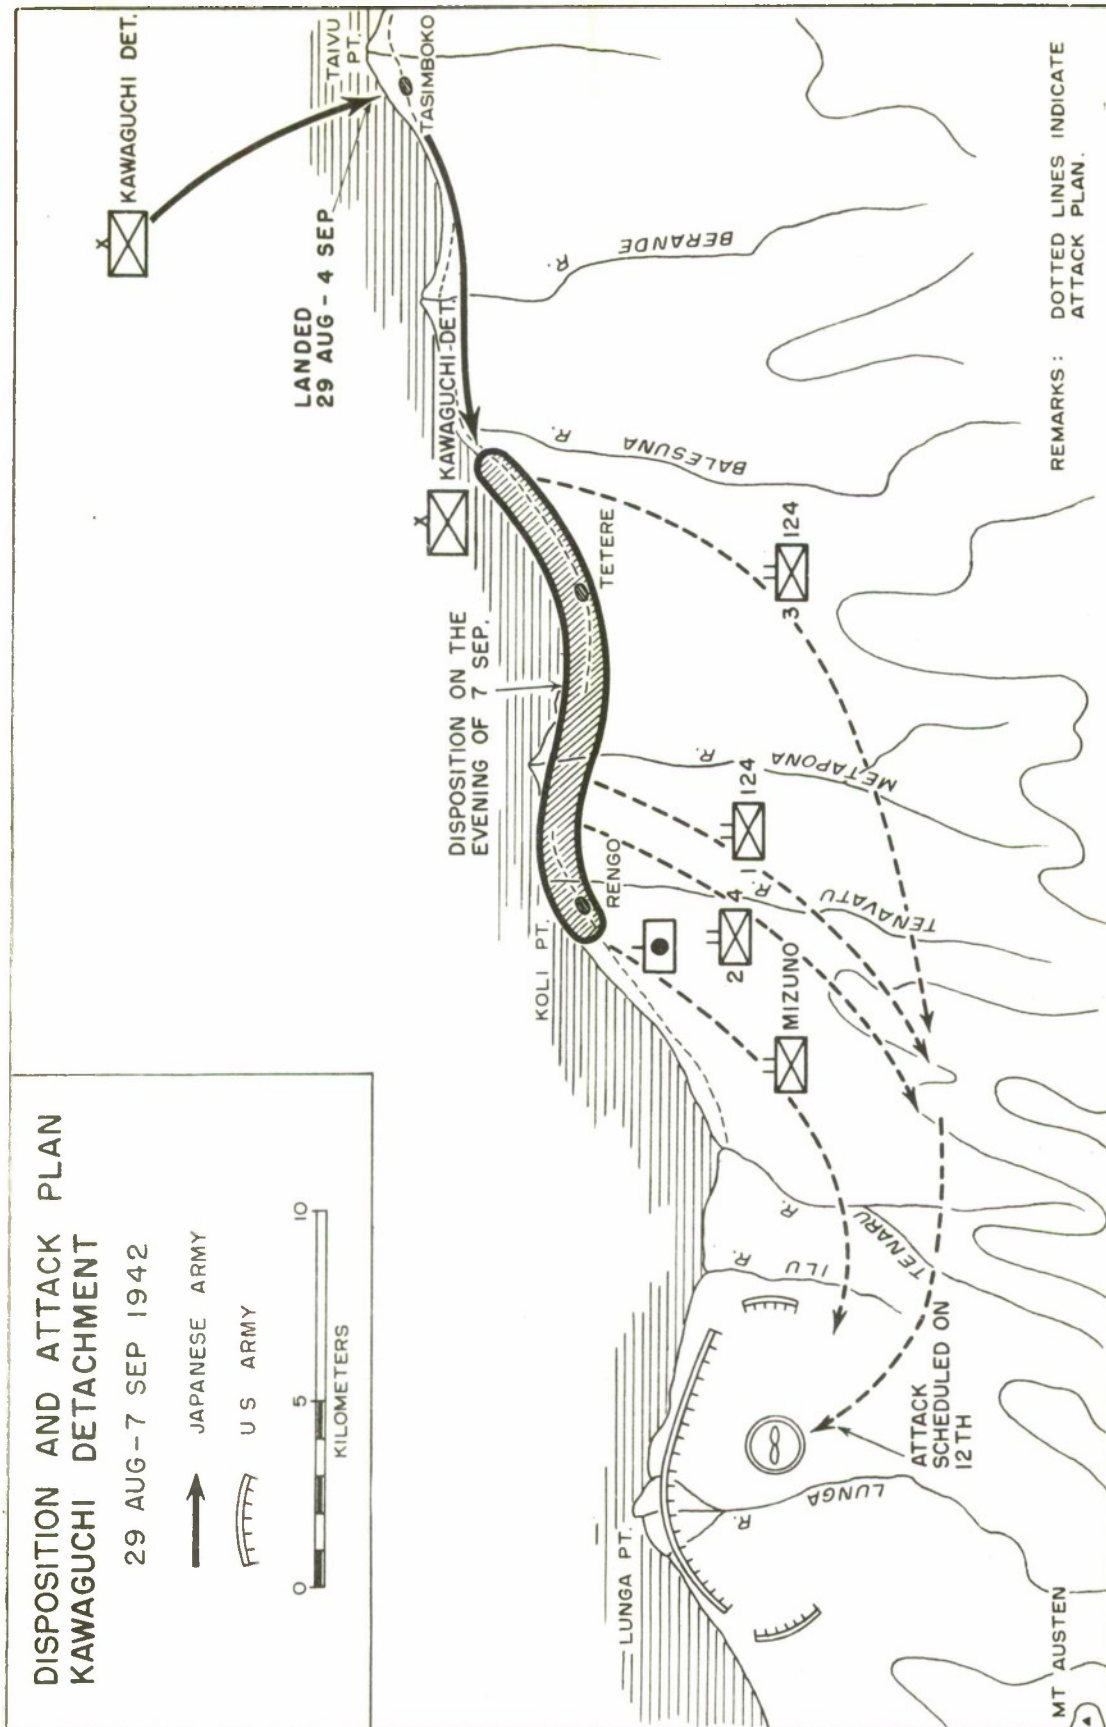 DISPOSITION AND ATTACK PLAN
KAWAGUCHI DETACHMENT
29 AUG-7 SEP 1942
JAPANESE ARMY
U S ARMY
0 5 10
KILOMETERS
KAWAGUCHI DET.
X
TAIVU
PT.
TASIMBOKO
LANDED
29 AUG - 4 SEP
KAWAGUCHI-DET.
X
R.
BERANDE
DISPOSITION ON THE
EVENING OF 7 SEP.
R.
BALESUNA
TETERE
KOLI PT.
RENGO
R.
METAPONA
3 124
1 124
2 4
R.
TENAVATU
MIZUNO
LUNGA PT.
R.
TENARU
R.
ILU
R.
LUNGA
ATTACK
SCHEDULED ON
12TH
MT AUSTEN
REMARKS : DOTTED LINES INDICATE
ATTACK PLAN.